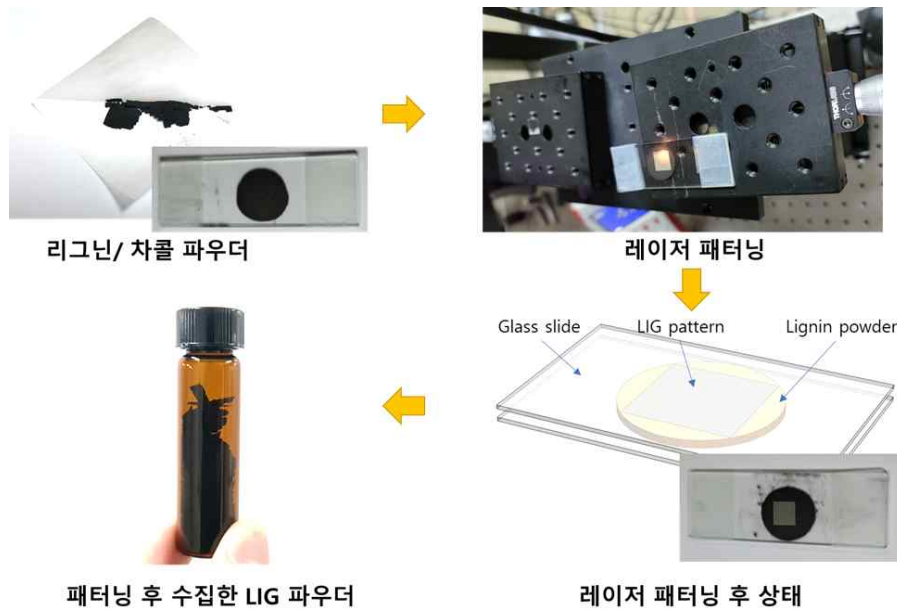 리그닌/ 차콜 파우더
레이저 패터닝
Glass slide
LIG pattern
Lignin powder
패터닝 후 수집한 LIG 파우더
레이저 패터닝 후 상태